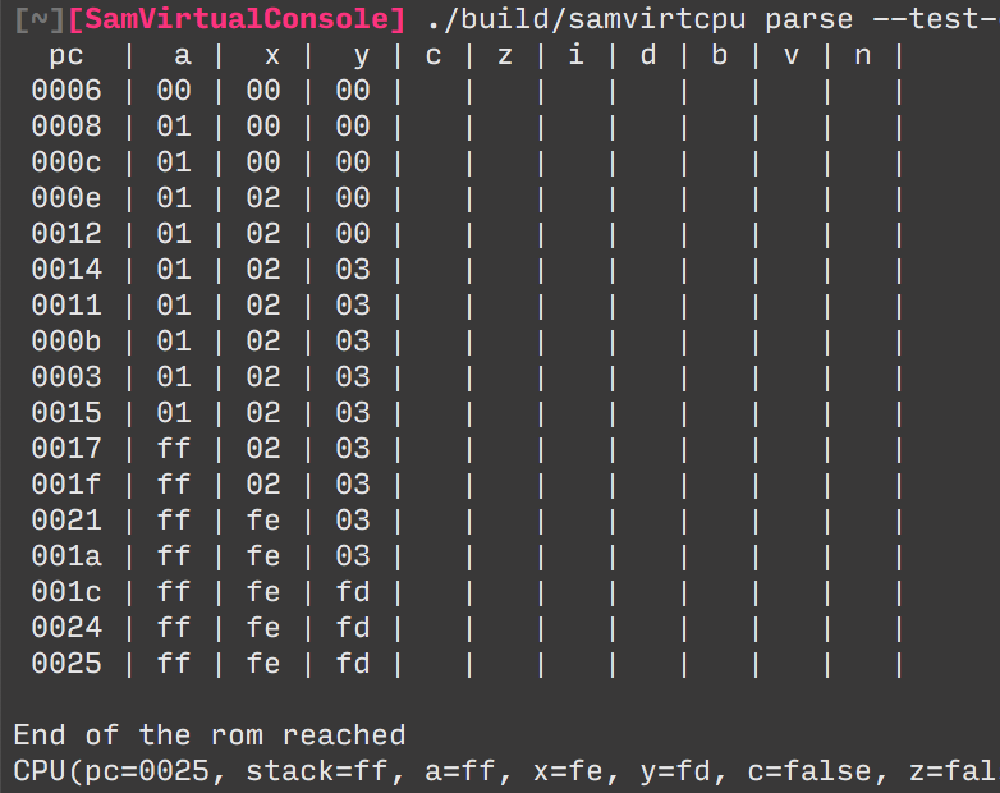 [~][SamVirtualConsole] ./build/samvirtcpu parse --test-
pc | a | x | y | c | z | i | d | b | v | n |
0006 | 00 | 00 | 00 | | | | | | | |
0008 | 01 | 00 | 00 | | | | | | | |
000c | 01 | 00 | 00 | | | | | | | |
000e | 01 | 02 | 00 | | | | | | | |
0012 | 01 | 02 | 00 | | | | | | | |
0014 | 01 | 02 | 03 | | | | | | | |
0011 | 01 | 02 | 03 | | | | | | | |
000b | 01 | 02 | 03 | | | | | | | |
0003 | 01 | 02 | 03 | | | | | | | |
0015 | 01 | 02 | 03 | | | | | | | |
0017 | ff | 02 | 03 | | | | | | | |
001f | ff | 02 | 03 | | | | | | | |
0021 | ff | fe | 03 | | | | | | | |
001a | ff | fe | 03 | | | | | | | |
001c | ff | fe | fd | | | | | | | |
0024 | ff | fe | fd | | | | | | | |
0025 | ff | fe | fd | | | | | | | |
End of the rom reached
CPU(pc=0025, stack=ff, a=ff, x=fe, y=fd, c=false, z=fal